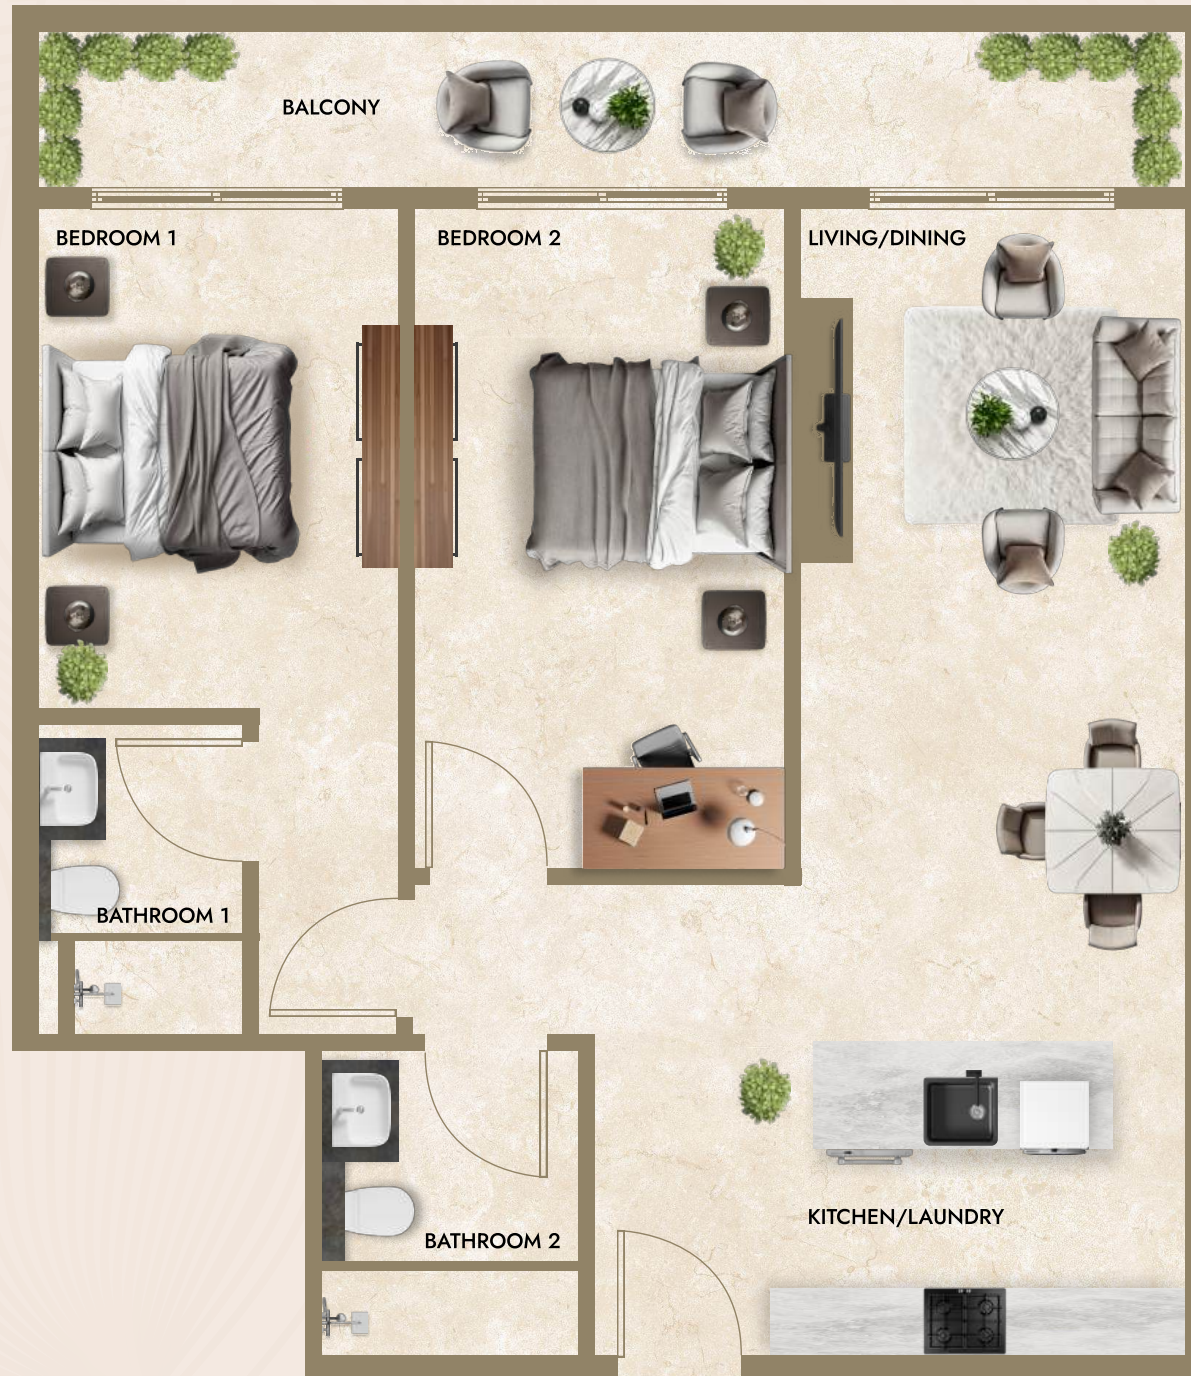 BALCONY
BEDROOM 1
BEDROOM 2
LIVING/DINING
BATHROOM 1
KITCHEN/LAUNDRY
BATHROOM 2